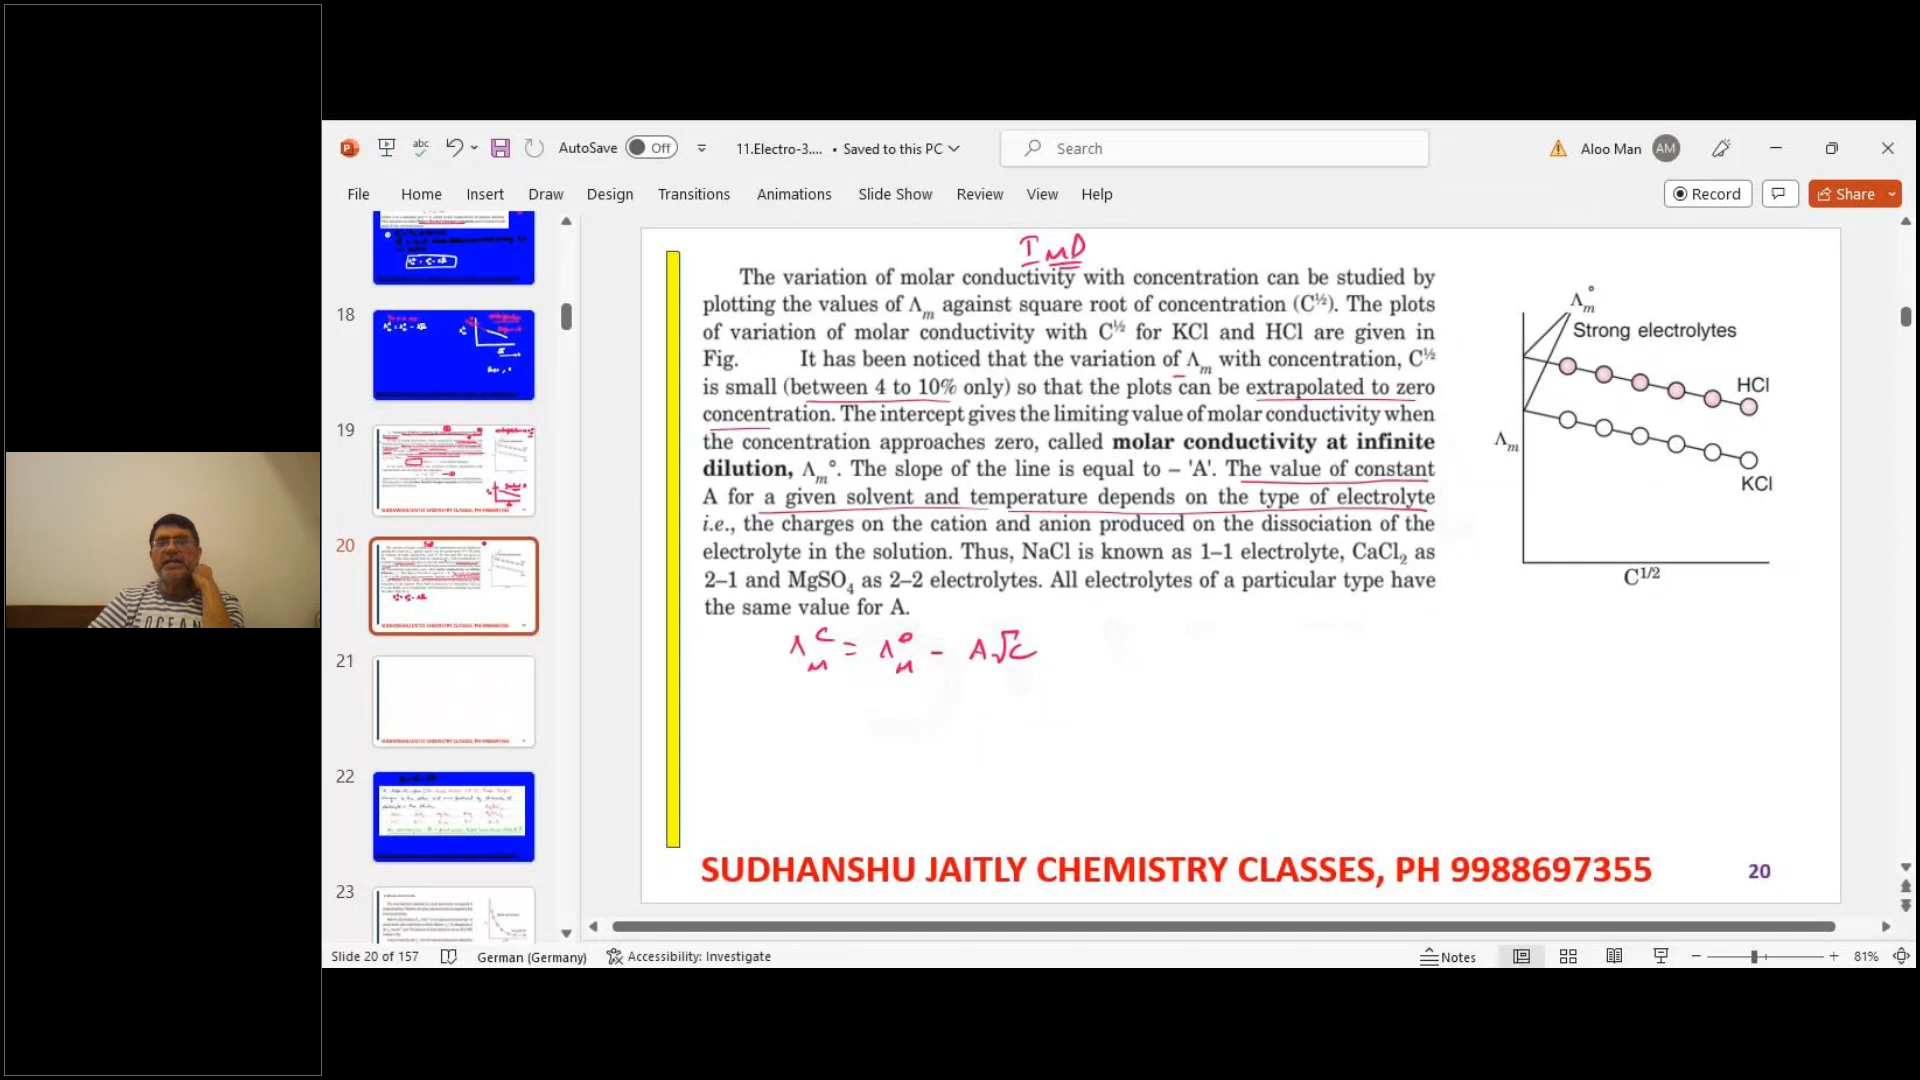 AutoSave Off 11.Electro-3.... • Saved to this PC Search Aloo Man AM
File Home Insert Draw Design Transitions Animations Slide Show Review View Help Record Share
18
19
20
21
22
23
I MD
The variation of molar conductivity with concentration can be studied by
plotting the values of Λm against square root of concentration (C½). The plots
of variation of molar conductivity with C½ for KCl and HCl are given in
Fig. It has been noticed that the variation of Λm with concentration, C½
is small (between 4 to 10% only) so that the plots can be extrapolated to zero
concentration. The intercept gives the limiting value of molar conductivity when
the concentration approaches zero, called molar conductivity at infinite
dilution, Λm°. The slope of the line is equal to – 'A'. The value of constant
A for a given solvent and temperature depends on the type of electrolyte
i.e., the charges on the cation and anion produced on the dissociation of the
electrolyte in the solution. Thus, NaCl is known as 1–1 electrolyte, CaCl2 as
2–1 and MgSO4 as 2–2 electrolytes. All electrolytes of a particular type have
the same value for A.
Λ C M = Λ o M - A√C
Λm°
Strong electrolytes
HCl
Λm
KCl
C1/2
SUDHANSHU JAITLY CHEMISTRY CLASSES, PH 9988697355 20
Slide 20 of 157 German (Germany) Accessibility: Investigate Notes 81%
OCEAN